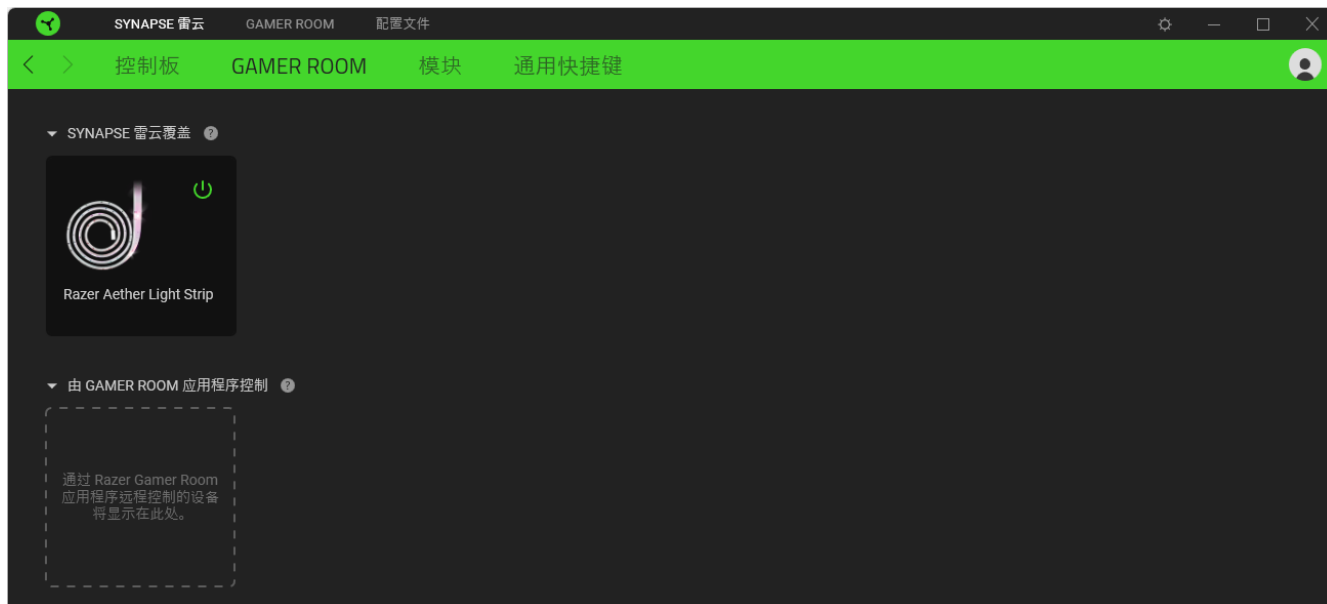 SYNAPSE 雷云 GAMER ROOM 配置文件
控制板 GAMER ROOM 模块 通用快捷键
SYNAPSE 雷云覆盖 ?
Razer Aether Light Strip
由 GAMER ROOM 应用程序控制 ?
通过 Razer Gamer Room
应用程序远程控制的设备
将显示在此处。